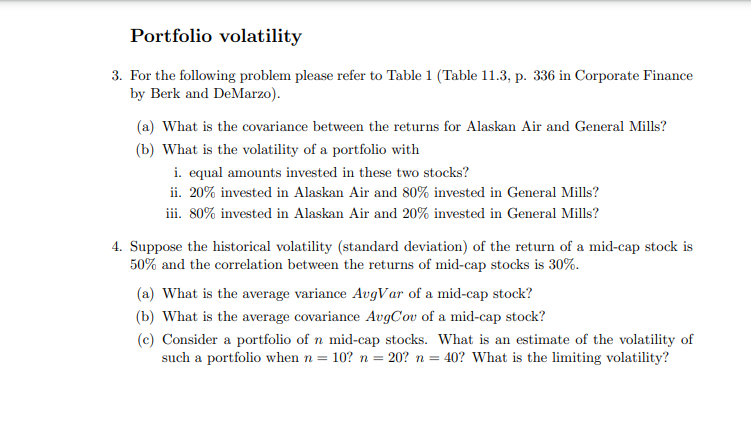 Portfolio volatility
3. For the following problem please refer to Table 1 (Table 11.3, p. 336 in Corporate Finance
by Berk and DeMarzo).
(a) What is the covariance between the returns for Alaskan Air and General Mills?
(b) What is the volatility of a portfolio with
i. equal amounts invested in these two stocks?
ii. 20% invested in Alaskan Air and 80% invested in General Mills?
iii. 80% invested in Alaskan Air and 20% invested in General Mills?
4. Suppose the historical volatility (standard deviation) of the return of a mid-cap stock is
50% and the correlation between the returns of mid-cap stocks is 30%.
(a) What is the average variance AvgVar of a mid-cap stock?
(b) What is the average covariance AvgCov of a mid-cap stock?
(c) Consider a portfolio of n mid-cap stocks. What is an estimate of the volatility of
such a portfolio when n = 10? n = 20? n = 40? What is the limiting volatility?